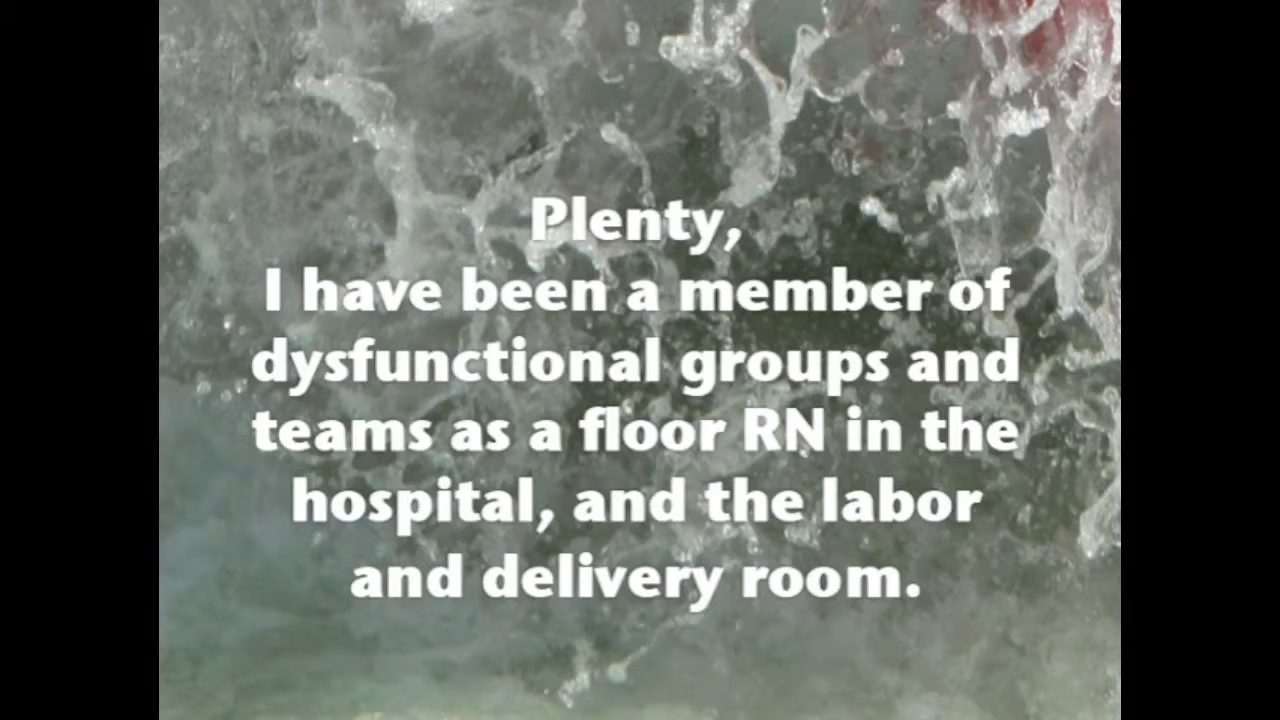 Plenty,
I have been a member of
dysfunctional groups and
teams as a floor RN in the
hospital, and the labor
and delivery room.